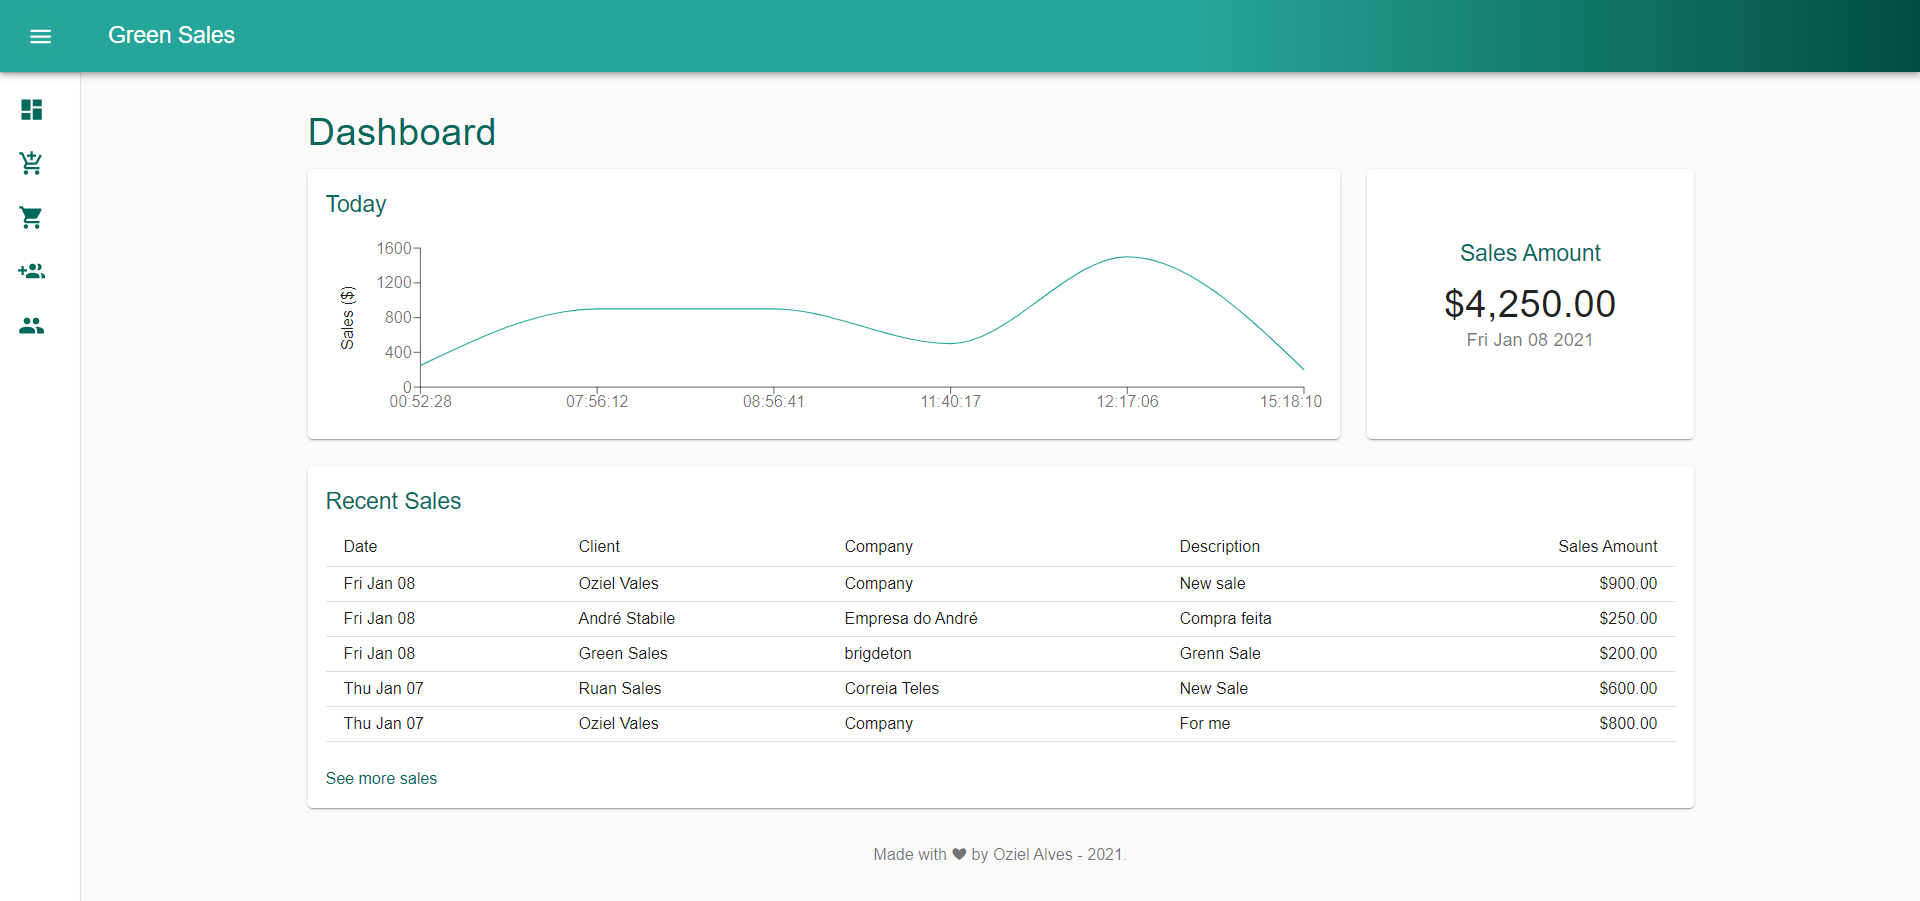 Green Sales
Dashboard
Today
Sales ($)
1600
1200
800
400
0
00:52:28 07:56:12 08:56:41 11:40:17 12:17:06 15:18:10
Sales Amount
$4,250.00
Fri Jan 08 2021
Recent Sales
Date Client Company Description Sales Amount
Fri Jan 08 Oziel Vales Company New sale $900.00
Fri Jan 08 André Stabile Empresa do André Compra feita $250.00
Fri Jan 08 Green Sales brigdeton Grenn Sale $200.00
Thu Jan 07 Ruan Sales Correia Teles New Sale $600.00
Thu Jan 07 Oziel Vales Company For me $800.00
See more sales
Made with ♥ by Oziel Alves - 2021.